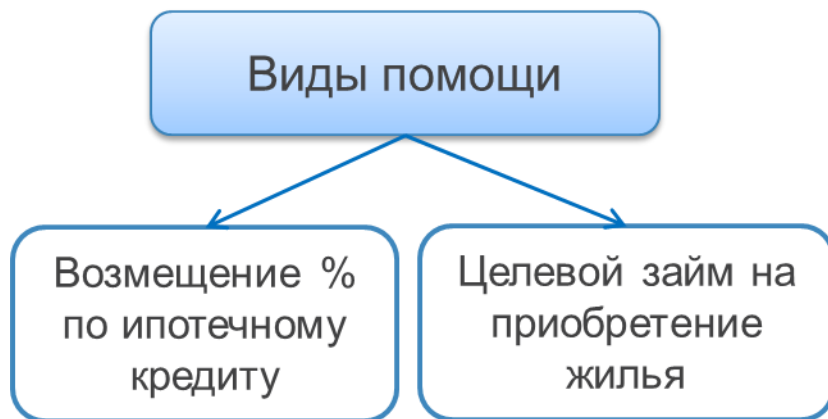 Виды помощи
Возмещение %
по ипотечному
кредиту
Целевой займ на
приобретение
жилья